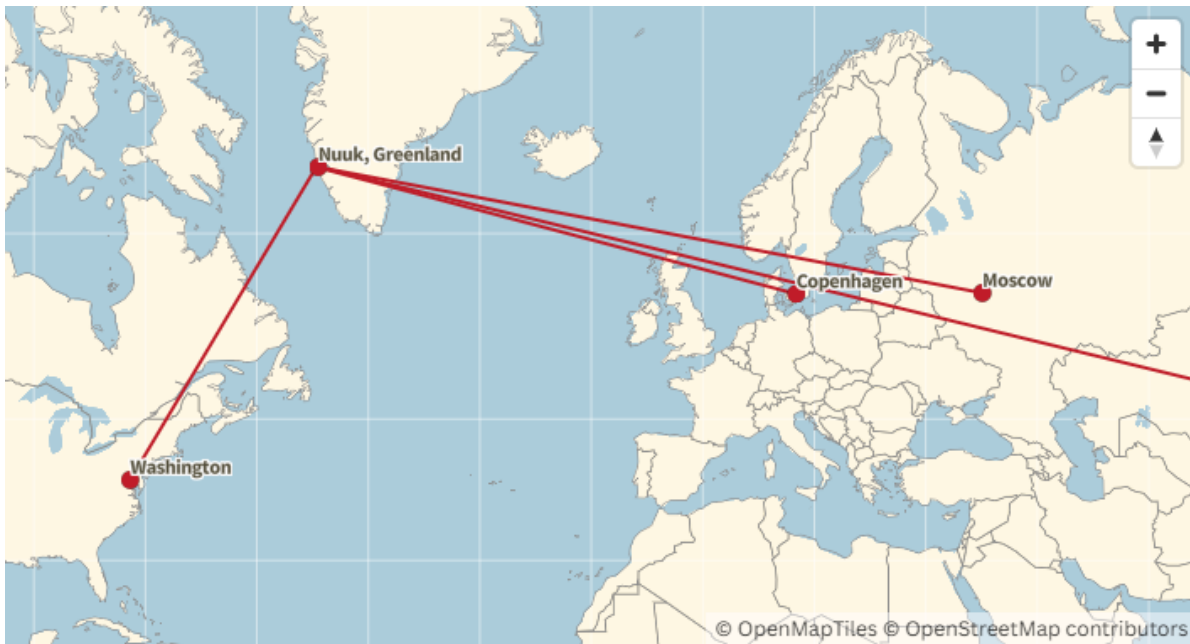 Nuuk, Greenland
Copenhagen
Moscow
Washington
© OpenMapTiles © OpenStreetMap contributors